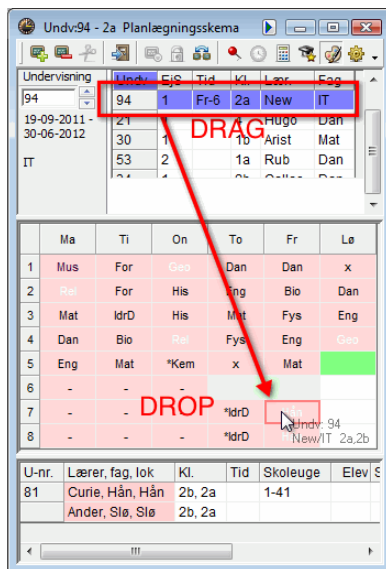 Undv:94 - 2a Planlægningsskema
Undervisning
94
19-09-2011 -
30-06-2012
IT
Undv. EjS Tid Kl. Lær. Fag
94 1 Fr-6 2a New IT
21 Hugo Dan
30 1 1b Arist Mat
53 2 1a Rub Dan
DRAG
Ma Ti On To Fr Lø
1 Mus For Geo Dan Dan x
2 Rel For His Eng Bio Dan
3 Mat IdrD His Mat Fys Eng
4 Dan Bio Rel Fys Eng Geo
5 Eng Mat *Kem x Mat
6 - - -
7 - - - *IdrD Hån
8 - - - *IdrD
DROP
Undv: 94
New/IT 2a,2b
U-nr. Lærer, fag, lok Kl. Tid Skoleuge Elev S
81 Curie, Hån, Hån 2b, 2a 1-41
Ander, Slø, Slø 2b, 2a